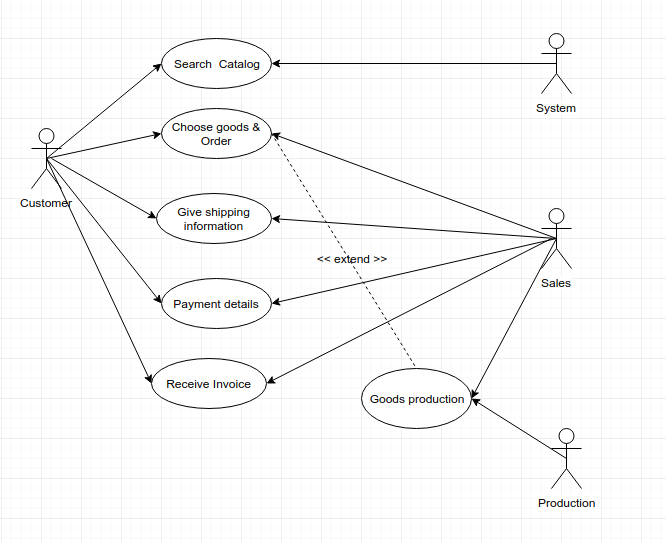 Search Catalog
System
Choose goods &
Order
Customer
Give shipping
information
<< extend >>
Sales
Payment details
Receive Invoice
Goods production
Production